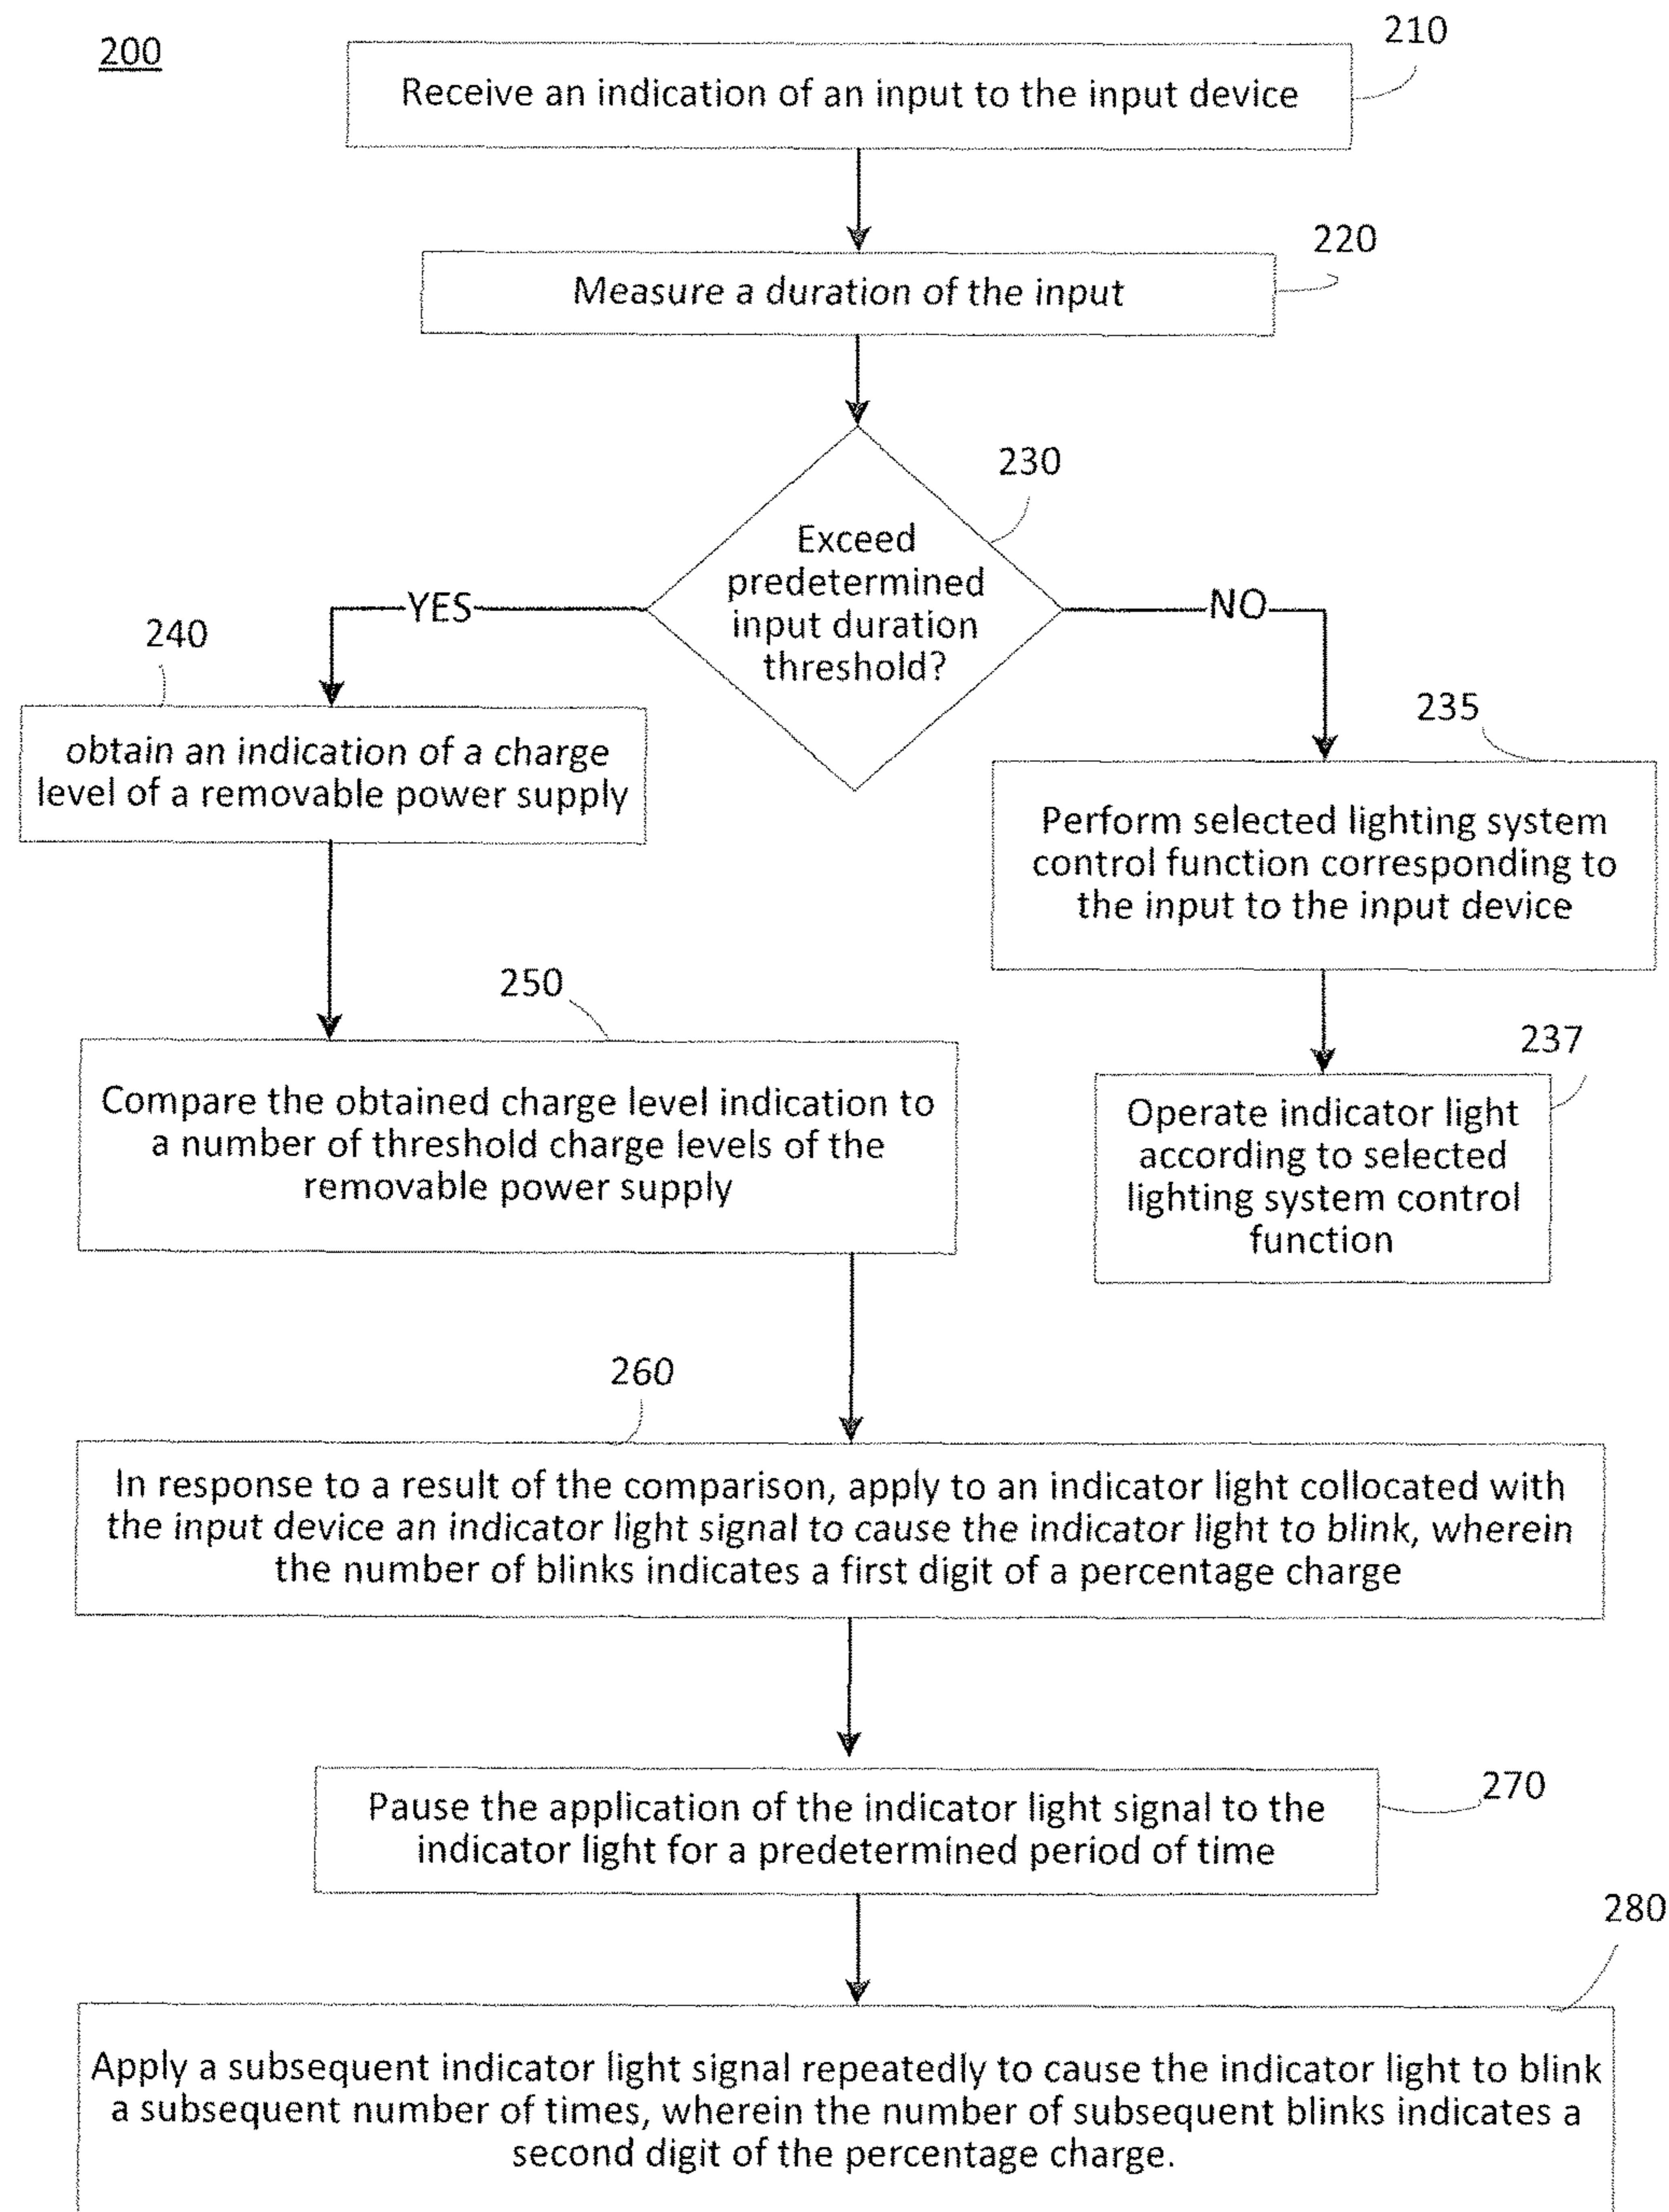 200
210
Receive an indication of an input to the input device
220
Measure a duration of the input
230
Exceed
predetermined
input duration
threshold?
YES
NO
240
obtain an indication of a charge
level of a removable power supply
235
Perform selected lighting system
control function corresponding to
the input to the input device
250
Compare the obtained charge level indication to
a number of threshold charge levels of the
removable power supply
237
Operate indicator light
according to selected
lighting system control
function
260
In response to a result of the comparison, apply to an indicator light collocated with
the input device an indicator light signal to cause the indicator light to blink, wherein
the number of blinks indicates a first digit of a percentage charge
270
Pause the application of the indicator light signal to the
indicator light for a predetermined period of time
280
Apply a subsequent indicator light signal repeatedly to cause the indicator light to blink
a subsequent number of times, wherein the number of subsequent blinks indicates a
second digit of the percentage charge.